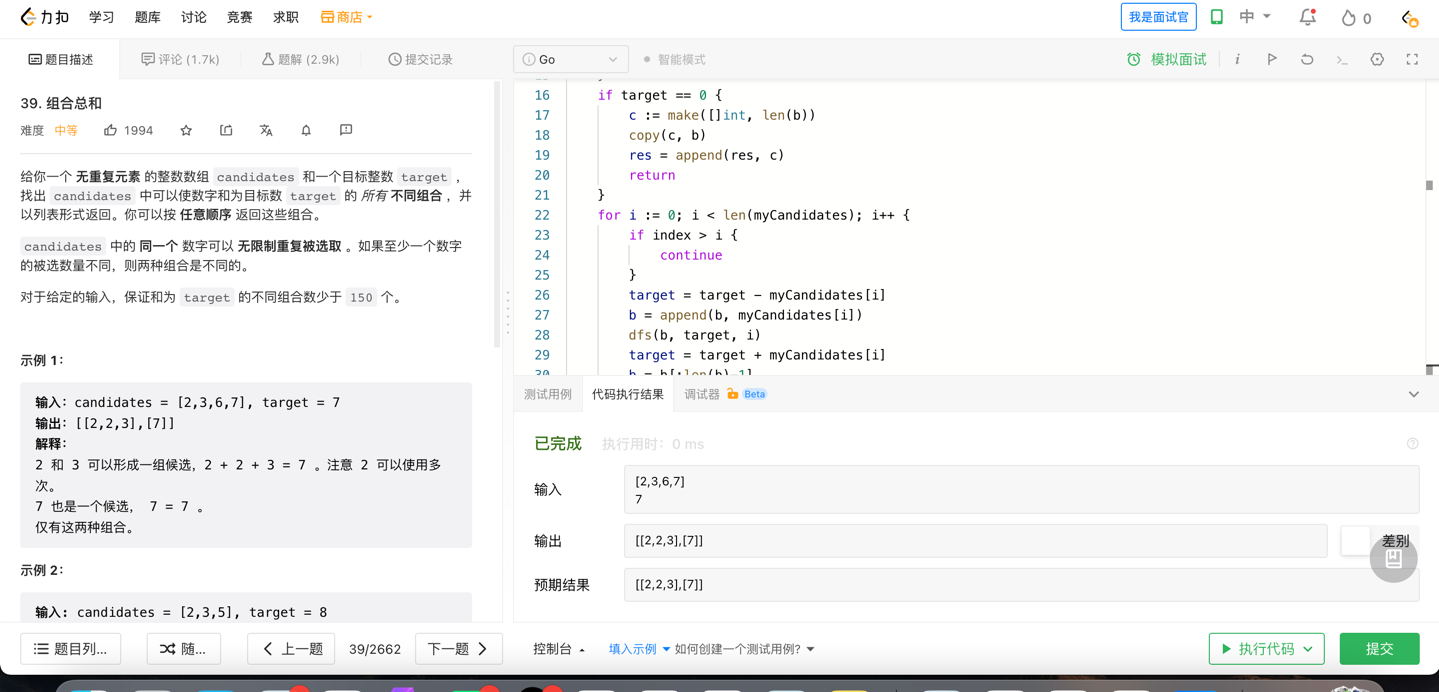 力扣 学习 题库 讨论 竞赛 求职 商店 我是面试官 中 0
题目描述 评论 (1.7k) 题解 (2.9k) 提交记录
39. 组合总和
难度 中等 1994
给你一个 无重复元素 的整数数组 candidates 和一个目标整数 target ，
找出 candidates 中可以使数字和为目标数 target 的 所有 不同组合 ，并
以列表形式返回。你可以按 任意顺序 返回这些组合。
candidates 中的 同一个 数字可以 无限制重复被选取 。如果至少一个数字
的被选数量不同，则两种组合是不同的。
对于给定的输入，保证和为 target 的不同组合数少于 150 个。
示例 1：
输入：candidates = [2,3,6,7], target = 7
输出：[[2,2,3],[7]]
解释：
2 和 3 可以形成一组候选，2 + 2 + 3 = 7 。注意 2 可以使用多
次。
7 也是一个候选， 7 = 7 。
仅有这两种组合。
示例 2：
输入: candidates = [2,3,5], target = 8
题目列... 随... 上一题 39/2662 下一题
i Go 智能模式 模拟面试 i
16 if target == 0 {
17 c := make([]int, len(b))
18 copy(c, b)
19 res = append(res, c)
20 return
21 }
22 for i := 0; i < len(myCandidates); i++ {
23 if index > i {
24 continue
25 }
26 target = target - myCandidates[i]
27 b = append(b, myCandidates[i])
28 dfs(b, target, i)
29 target = target + myCandidates[i]
30 b = b[:len(b)-1]
测试用例 代码执行结果 调试器 Beta
已完成 执行用时：0 ms
输入
[2,3,6,7]
7
输出 [[2,2,3],[7]] 差别
预期结果 [[2,2,3],[7]]
控制台 填入示例 如何创建一个测试用例? 执行代码 提交